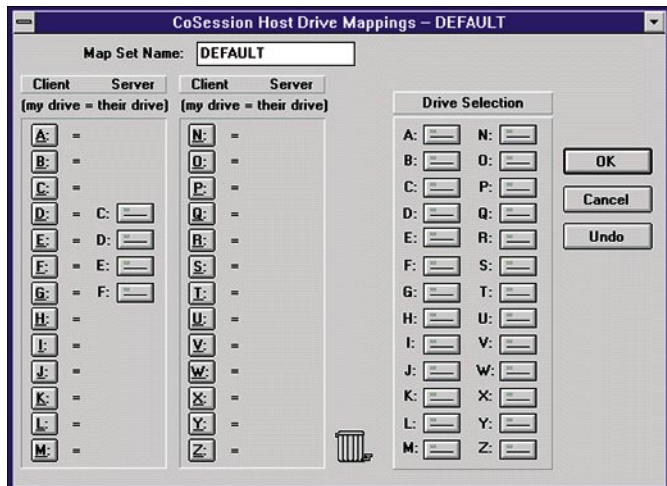 CoSession Host Drive Mappings – DEFAULT
Map Set Name: DEFAULT
Client Server
(my drive = their drive)
A: =
B: =
C: =
D: = C:
E: = D:
F: = E:
G: = F:
H: =
I: =
J: =
K: =
L: =
M: =
Client Server
(my drive = their drive)
N: =
O: =
P: =
Q: =
R: =
S: =
T: =
U: =
V: =
W: =
X: =
Y: =
Z: =
Drive Selection
A: N:
B: O:
C: P:
D: Q:
E: R:
F: S:
G: T:
H: U:
I: V:
J: W:
K: X:
L: Y:
M: Z:
OK
Cancel
Undo